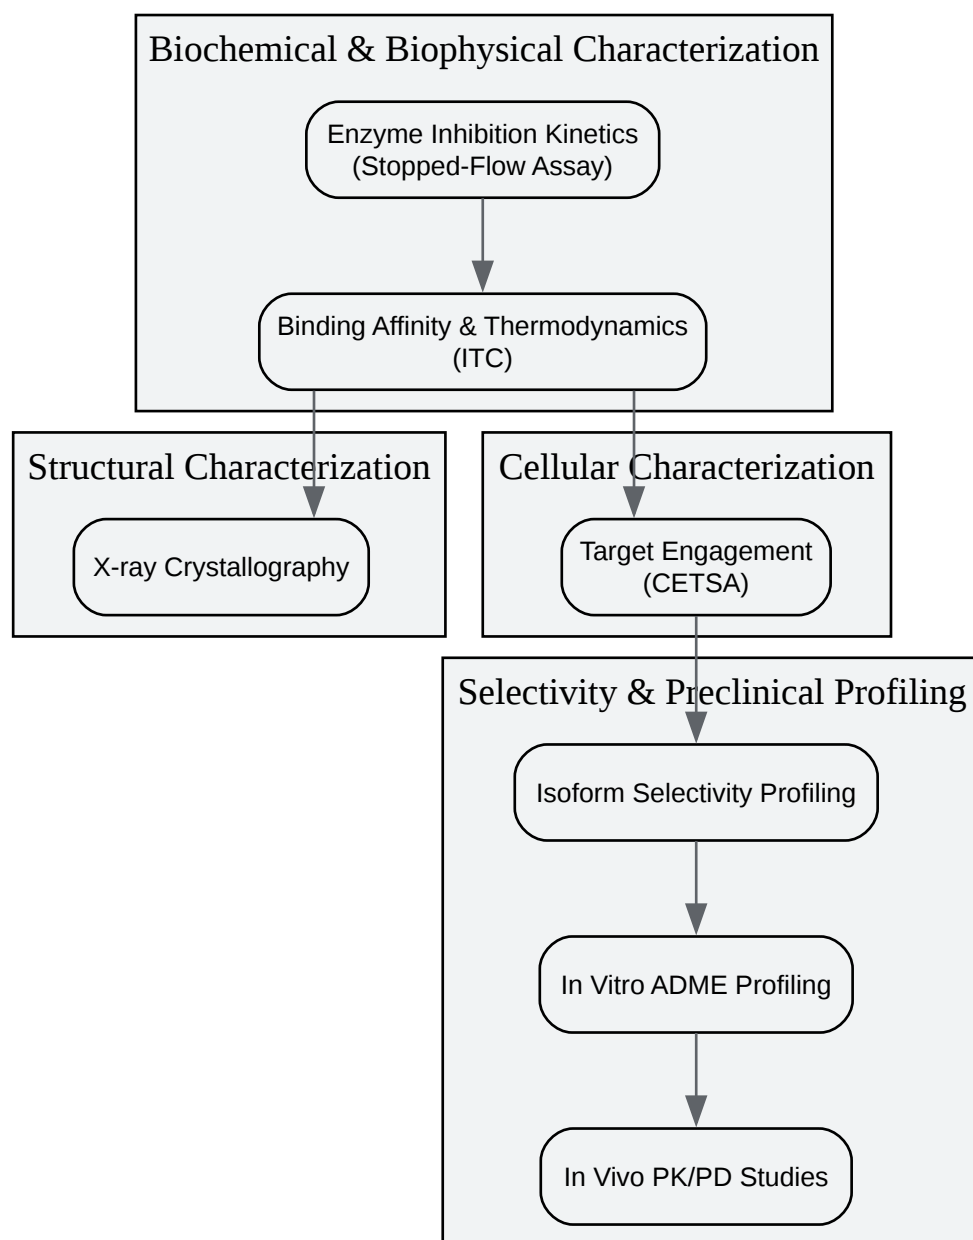 Biochemical & Biophysical Characterization
Enzyme Inhibition Kinetics
(Stopped-Flow Assay)
Binding Affinity & Thermodynamics
(ITC)
Structural Characterization
X-ray Crystallography
Cellular Characterization
Target Engagement
(CETSA)
Selectivity & Preclinical Profiling
Isoform Selectivity Profiling
In Vitro ADME Profiling
In Vivo PK/PD Studies